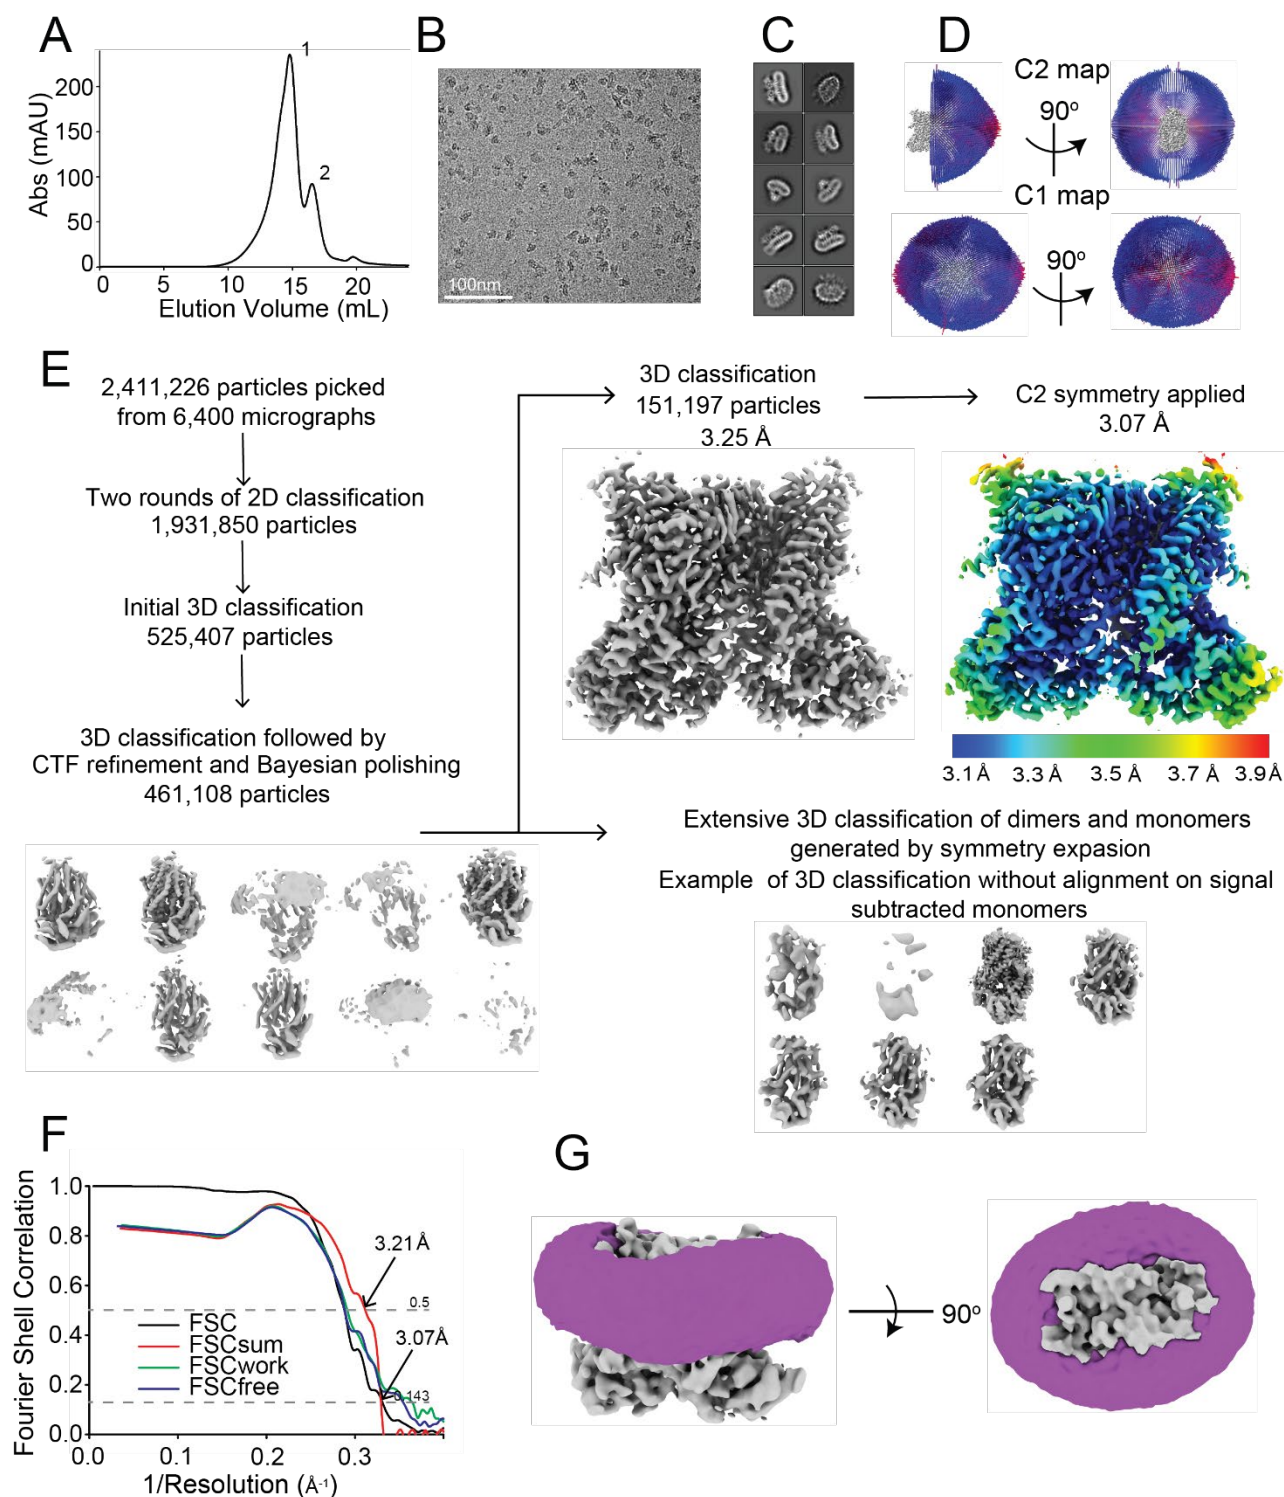 A
B
C
D
1
2
200
150
100
50
0
Abs (mAU)
0
5
10
15
20
Elution Volume (mL)
100nm
C2 map
90°
C1 map
90°
E
2,411,226 particles picked
from 6,400 micrographs
Two rounds of 2D classification
1,931,850 particles
Initial 3D classification
525,407 particles
3D classification followed by
CTF refinement and Bayesian polishing
461,108 particles
3D classification
151,197 particles
3.25 Å
C2 symmetry applied
3.07 Å
3.1 Å 3.3 Å 3.5 Å 3.7 Å 3.9Å
Extensive 3D classification of dimers and monomers
generated by symmetry expasion
Example of 3D classification without alignment on signal
subtracted monomers
F
Fourier Shell Correlation
1.0
0.8
0.6
0.4
0.2
0.0
3.21 Å
0.5
3.07Å
0.143
FSC
FSCsum
FSCwork
FSCfree
0.0 0.1 0.2 0.3
1/Resolution (Å⁻¹)
G
90°